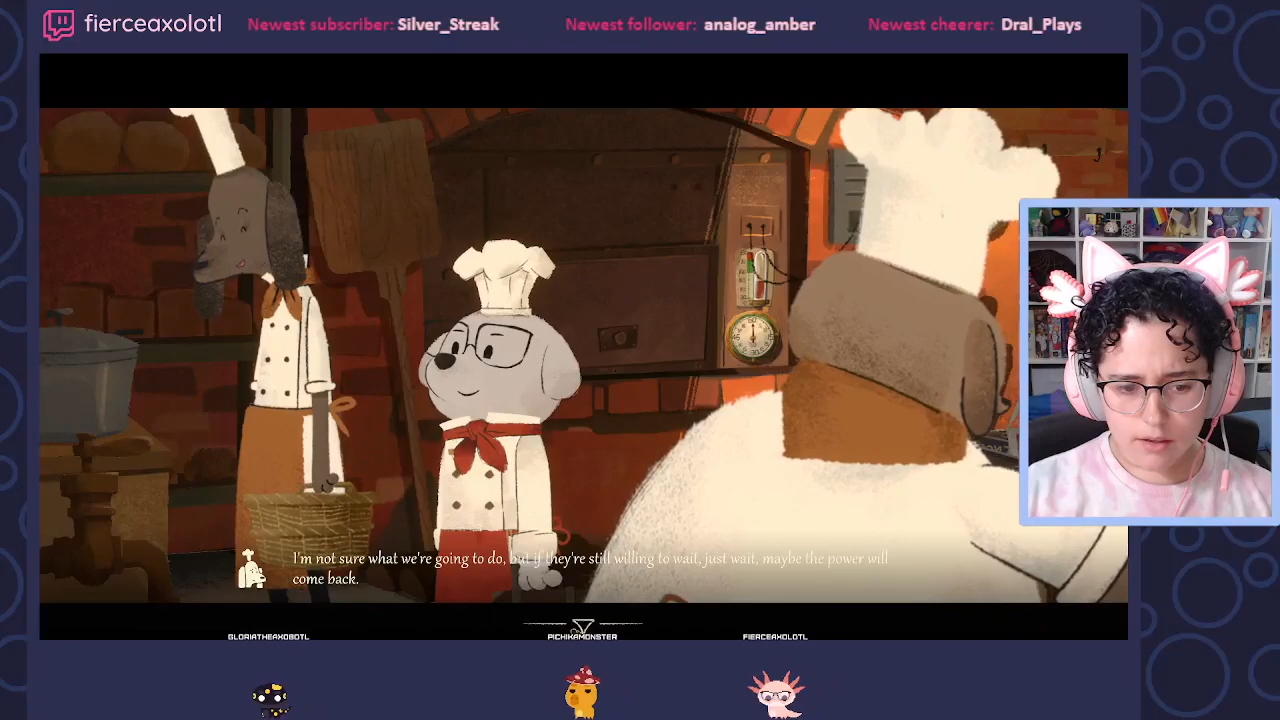 fierceaxolotl
Newest subscriber: Silver_Streak
Newest follower: analog_amber
Newest cheerer: Dral_Plays
I'm not sure what we're going to do, but if they're still willing to wait, just wait, maybe the power will
come back.
GLORIATHEAXOBOTL
PICHIKAMONSTER
FIERCEAXOLOTL